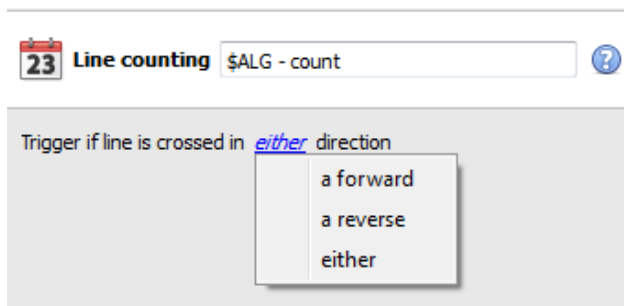 23 Line counting $ALG - count ?
Trigger if line is crossed in either direction
a forward
a reverse
either